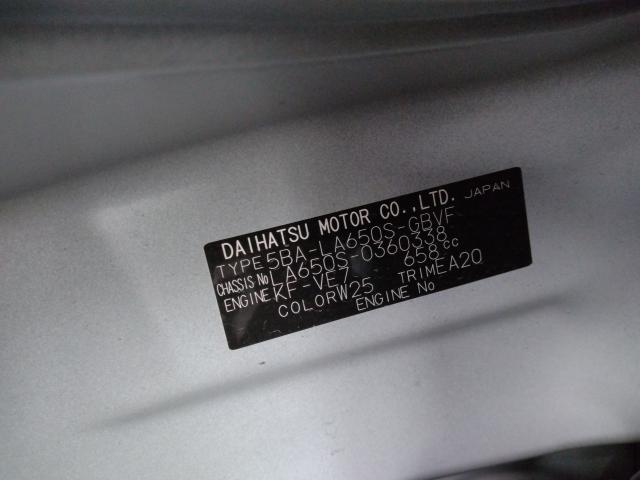 DAIHATSU MOTOR CO.,LTD. JAPAN
TYPE 5BA-LA650S-GBVF
CHASSIS No LA650S-0360338
ENGINE KF-VE7 658cc
COLOR W25 TRIM EA20
ENGINE No